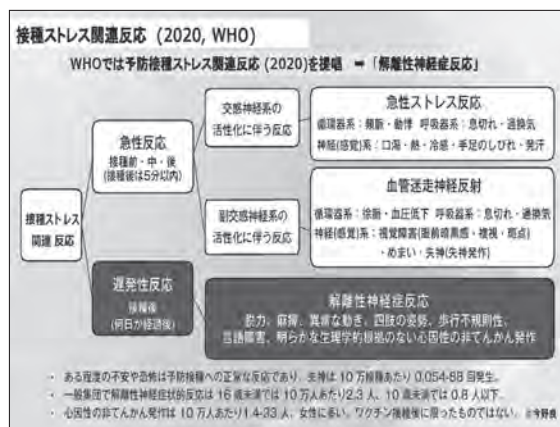 接種ストレス関連反応 (2020, WHO)
WHOでは予防接種ストレス関連反応 (2020)を提唱 ➡ 「解離性神経症反応」
接種ストレス
関連 反応
急性反応
接種前・中・後
(接種後は5分以内)
交感神経系の
活性化に伴う反応
急性ストレス反応
循環器系：頻脈・動悸 呼吸器系：息切れ・過換気
神経(感覚)系：口渇・熱・冷感・手足のしびれ・発汗
副交感神経系の
活性化に伴う反応
血管迷走神経反射
循環器系：徐脈・血圧低下 呼吸器系：息切れ・過換気
神経(感覚)系：視覚障害(眼前暗黒感・複視・斑点)
・めまい・失神(失神発作)
遅発性反応
接種後
(何日か経過後)
解離性神経症反応
脱力、麻痺、異常な動き、四肢の姿勢、歩行不規則性、
言語障害、明らかな生理学的根拠のない心因性の非てんかん発作
・ ある程度の不安や恐怖は予防接種への正常な反応であり、失神は 10 万接種あたり 0.054-88 回発生。
・ 一般集団で解離性神経症状的反応は 16 歳未満では 10 万人あたり2.3 人、10 歳未満では 0.8 人以下。
・ 心因性の非てんかん発作は 10 万人あたり1.4-33 人、女性に多い。ワクチン接種後に限ったものではない。